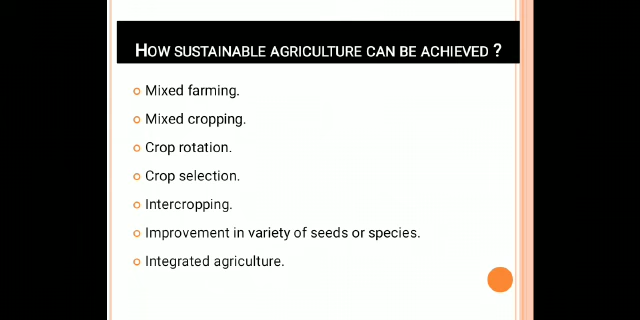 How sustainable agriculture can be achieved ?
Mixed farming.
Mixed cropping.
Crop rotation.
Crop selection.
Intercropping.
Improvement in variety of seeds or species.
Integrated agriculture.